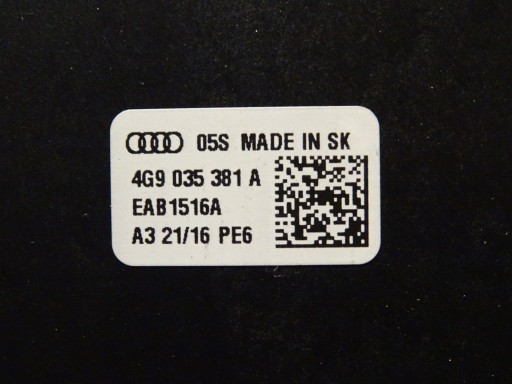 05S MADE IN SK
4G9 035 381 A
EAB1516A
A3 21/16 PE6